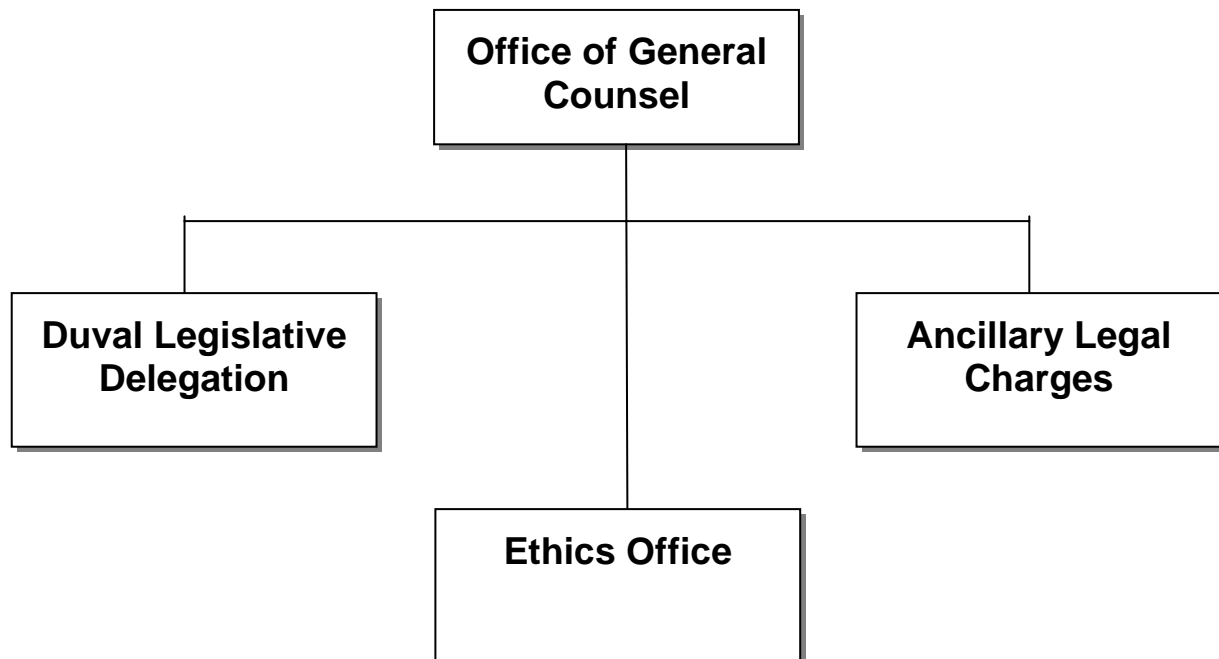 Office of General
Counsel
Duval Legislative
Delegation
Ancillary Legal
Charges
Ethics Office